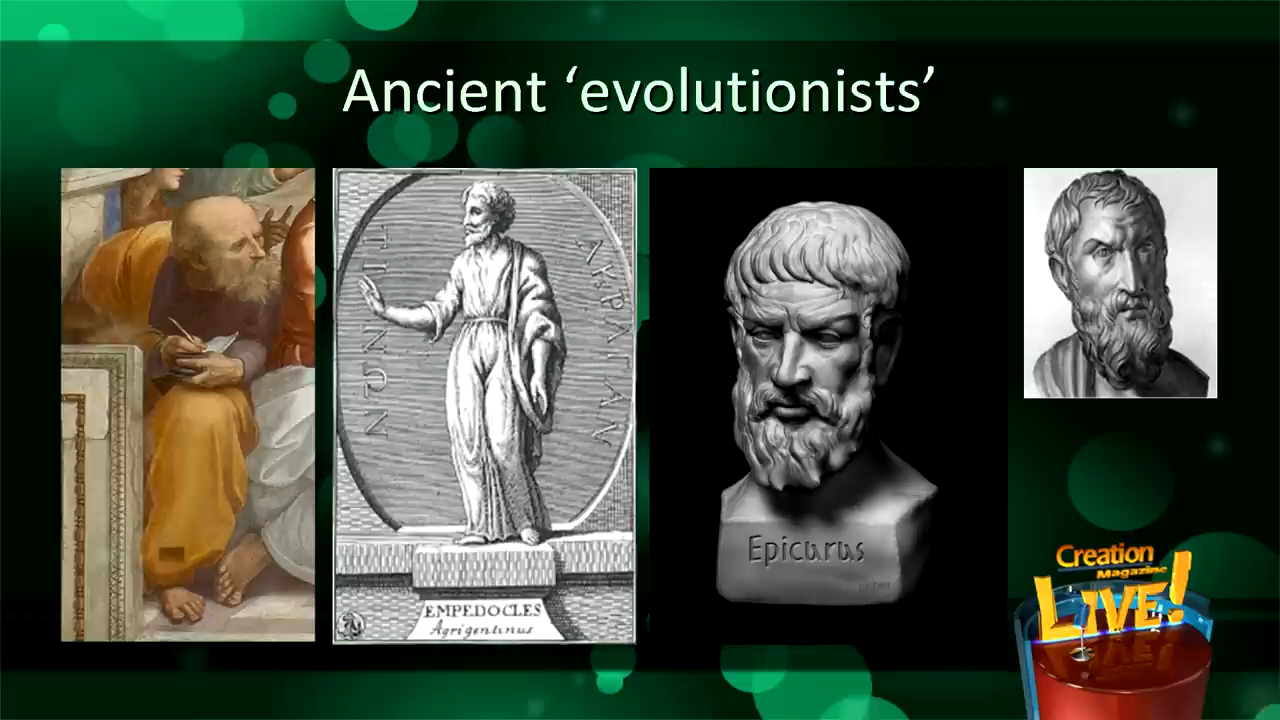 Ancient ‘evolutionists’
EMPEDOCLES
Agrigentinus
Epicurus
Creation
Magazine
LIVE!